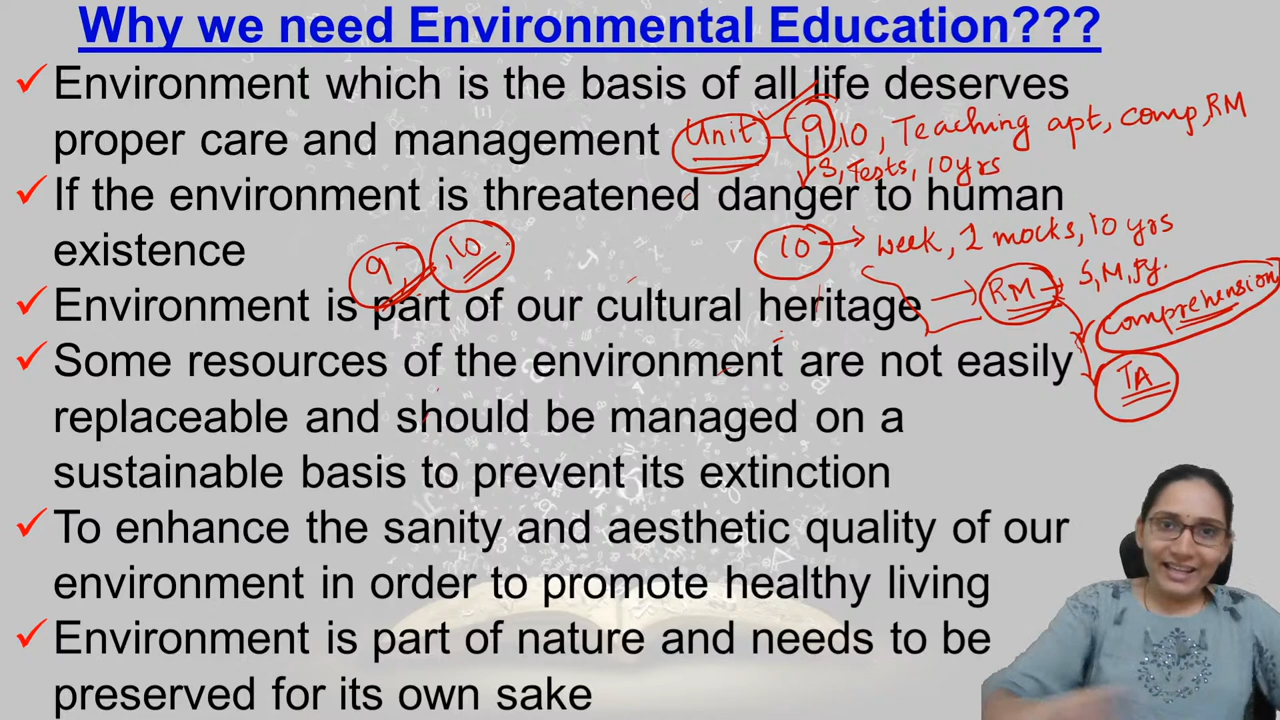 Why we need Environmental Education???
✓ Environment which is the basis of all life deserves
proper care and management
Unit - 9, 10, Teaching apt, comp, RM
S, Tests, 10yrs
✓ If the environment is threatened danger to human
existence
9, ,10
10 → week, 2 mocks, 10 yrs
→ RM → S, M, Py.
✓ Environment is part of our cultural heritage
comprehension
✓ Some resources of the environment are not easily
TA
replaceable and should be managed on a
sustainable basis to prevent its extinction
✓ To enhance the sanity and aesthetic quality of our
environment in order to promote healthy living
✓ Environment is part of nature and needs to be
preserved for its own sake